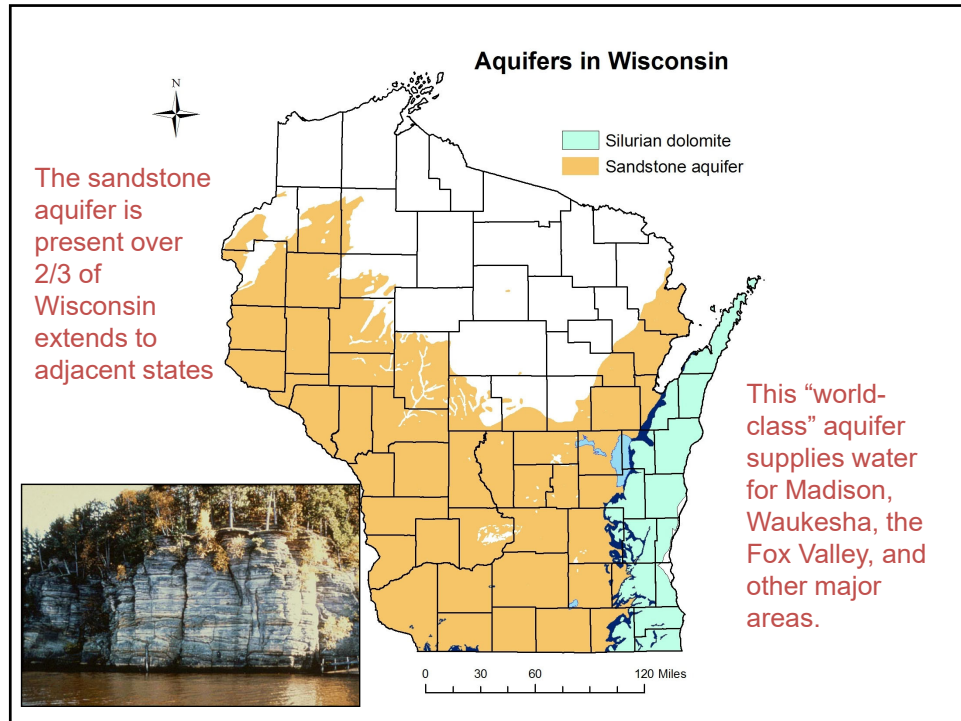 Aquifers in Wisconsin
N
Silurian dolomite
Sandstone aquifer
The sandstone
aquifer is
present over
2/3 of
Wisconsin
extends to
adjacent states
This “world-
class” aquifer
supplies water
for Madison,
Waukesha, the
Fox Valley, and
other major
areas.
0 30 60 120 Miles